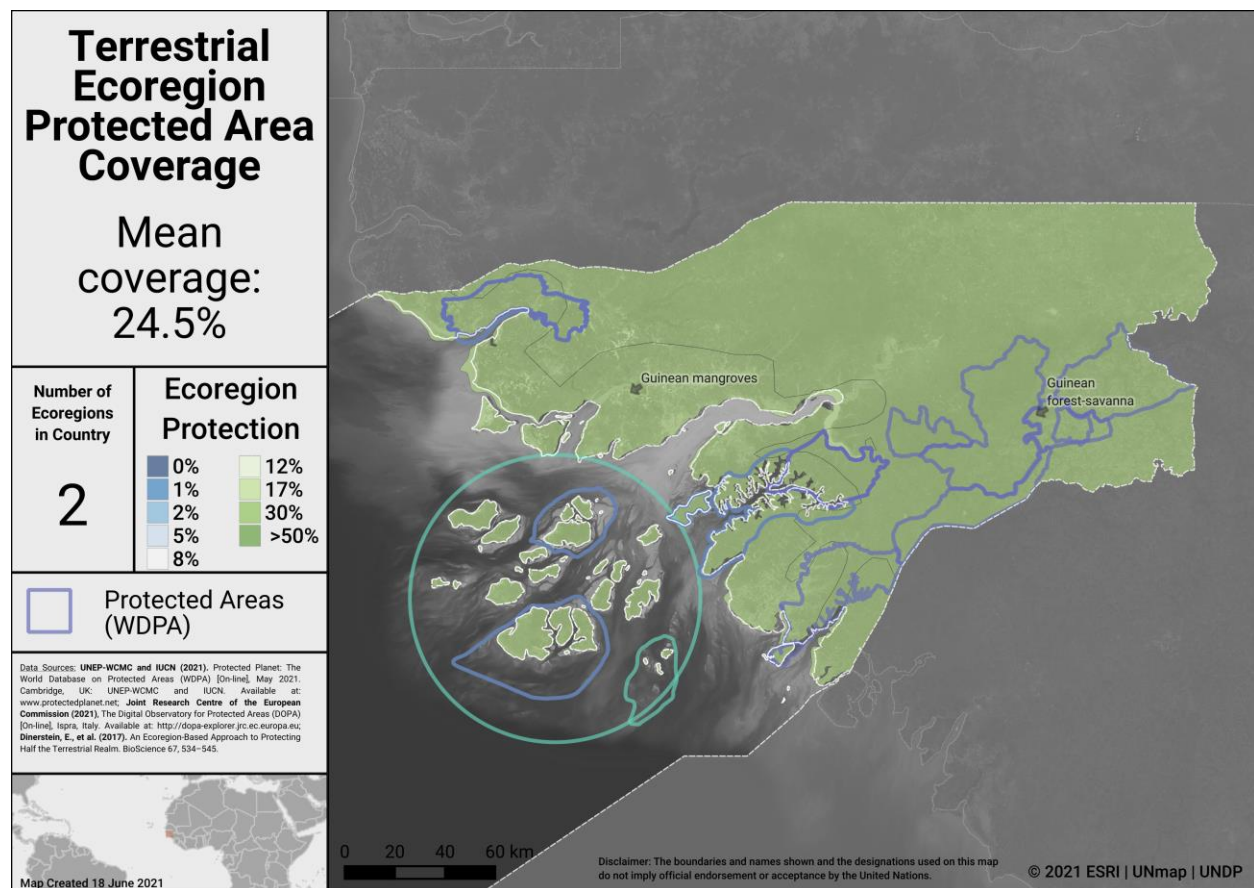 Terrestrial
Ecoregion
Protected Area
Coverage
Mean
coverage:
24.5%
Number of
Ecoregions
in Country
2
Ecoregion
Protection
0%
1%
2%
5%
8%
12%
17%
30%
>50%
Protected Areas
(WDPA)
Data Sources: UNEP-WCMC and IUCN (2021). Protected Planet: The
World Database on Protected Areas (WDPA) [On-line], May 2021.
Cambridge, UK: UNEP-WCMC and IUCN. Available at:
www.protectedplanet.net; Joint Research Centre of the European
Commission (2021), The Digital Observatory for Protected Areas (DOPA)
[On-line], Ispra, Italy. Available at: http://dopa-explorer.jrc.ec.europa.eu;
Dinerstein, E., et al. (2017). An Ecoregion-Based Approach to Protecting
Half the Terrestrial Realm. BioScience 67, 534–545.
Map Created 18 June 2021
Guinean mangroves
Guinean
forest-savanna
0 20 40 60 km
Disclaimer: The boundaries and names shown and the designations used on this map
do not imply official endorsement or acceptance by the United Nations.
© 2021 ESRI | UNmap | UNDP